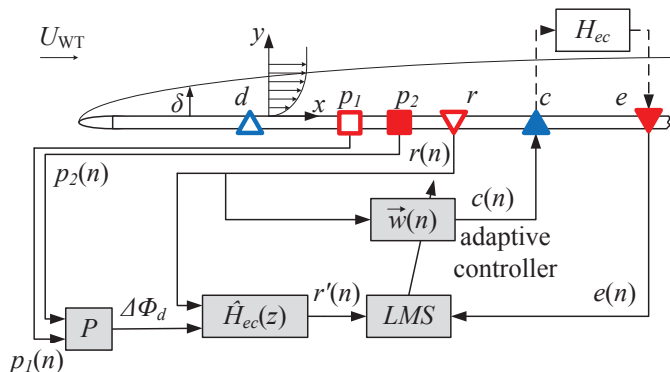 U_WT
y
H_ec
δ
d
x
p_1
p_2
r
c
e
p_2(n)
r(n)
w⃗(n)
c(n)
adaptive
controller
e(n)
P
ΔΦ_d
Ĥ_ec(z)
r'(n)
LMS
p_1(n)